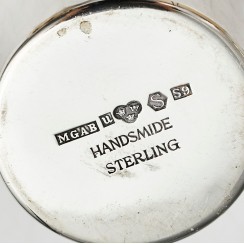 MGAB U S S9
HANDSMIDE
STERLING